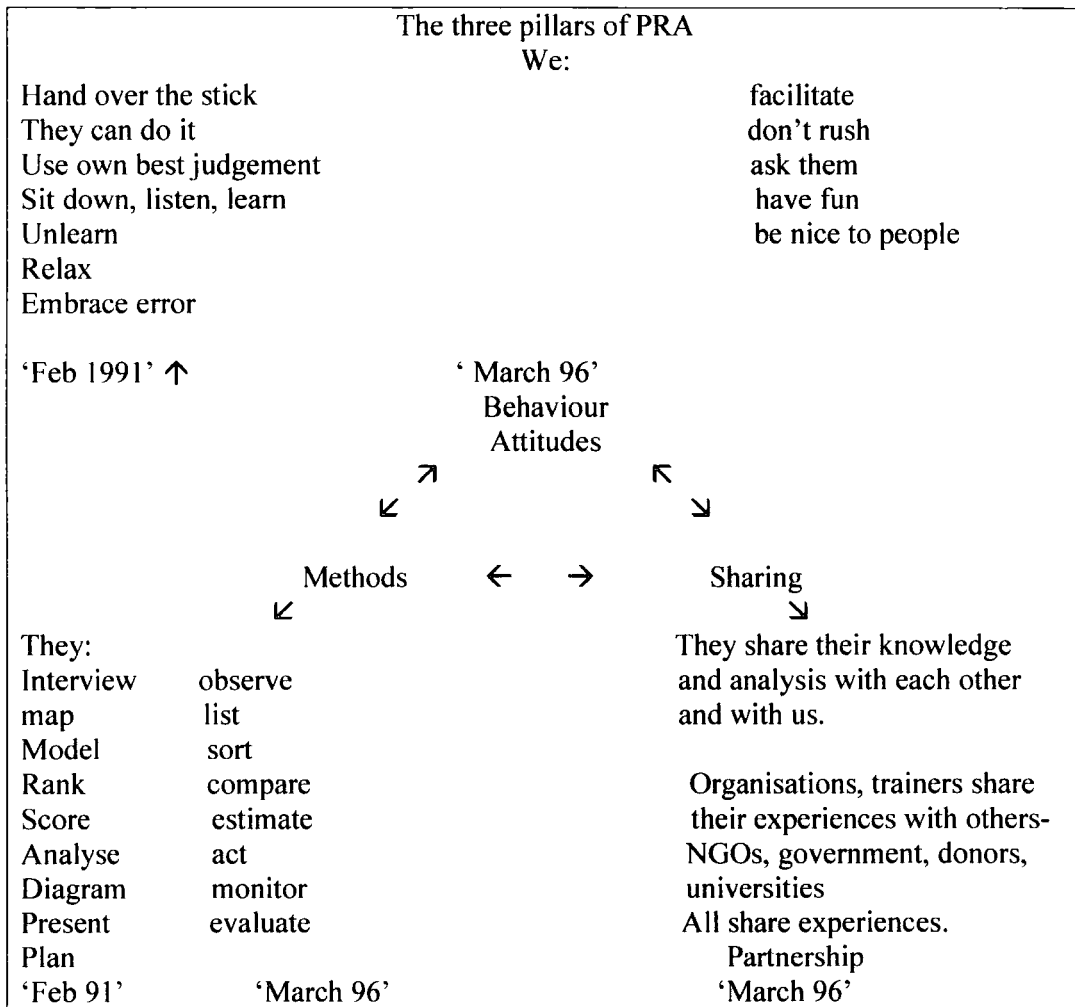 The three pillars of PRA
We:
Hand over the stick facilitate
They can do it don't rush
Use own best judgement ask them
Sit down, listen, learn have fun
Unlearn be nice to people
Relax
Embrace error
‘Feb 1991’ ↑ ‘ March 96’
Behaviour
Attitudes
↗ ↖
↙ ↘
Methods ← → Sharing
↙ ↘
They: They share their knowledge
Interview observe and analysis with each other
map list and with us.
Model sort
Rank compare Organisations, trainers share
Score estimate their experiences with others-
Analyse act NGOs, government, donors,
Diagram monitor universities
Present evaluate All share experiences.
Plan Partnership
‘Feb 91’ ‘March 96’ ‘March 96’